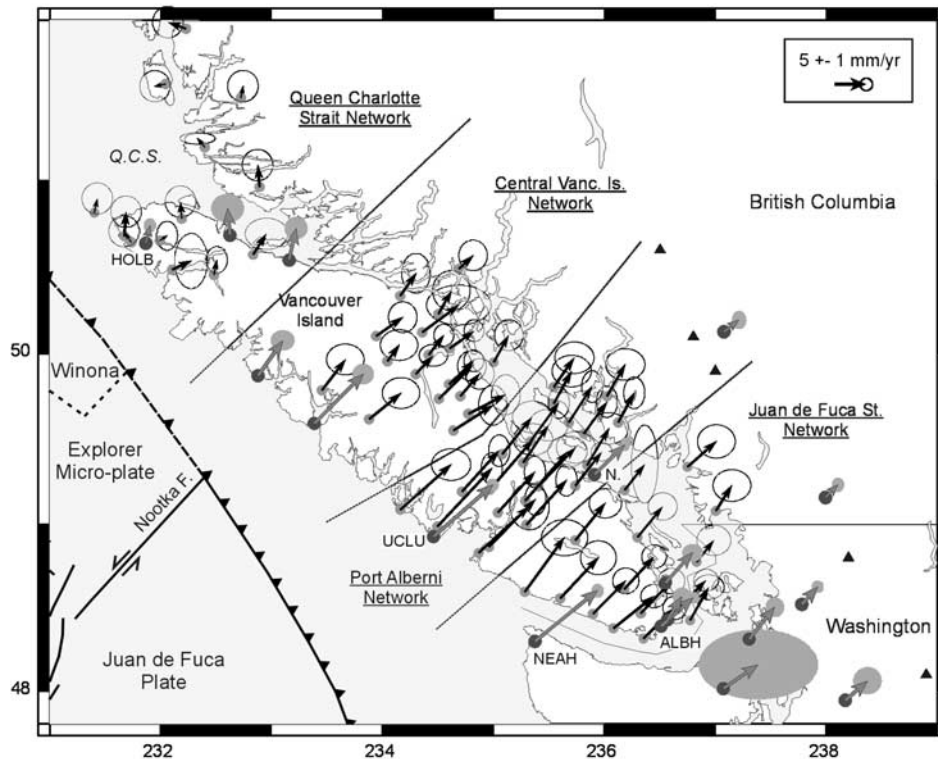 5 +- 1 mm/yr
Queen Charlotte
Strait Network
Q.C.S.
Central Vanc. Is.
Network
British Columbia
HOLB
Vancouver
Island
50
Winona
Juan de Fuca St.
Network
Explorer
Micro-plate
Nootka F.
N.
UCLU
Port Alberni
Network
Washington
ALBH
NEAH
Juan de Fuca
Plate
48
232
234
236
238